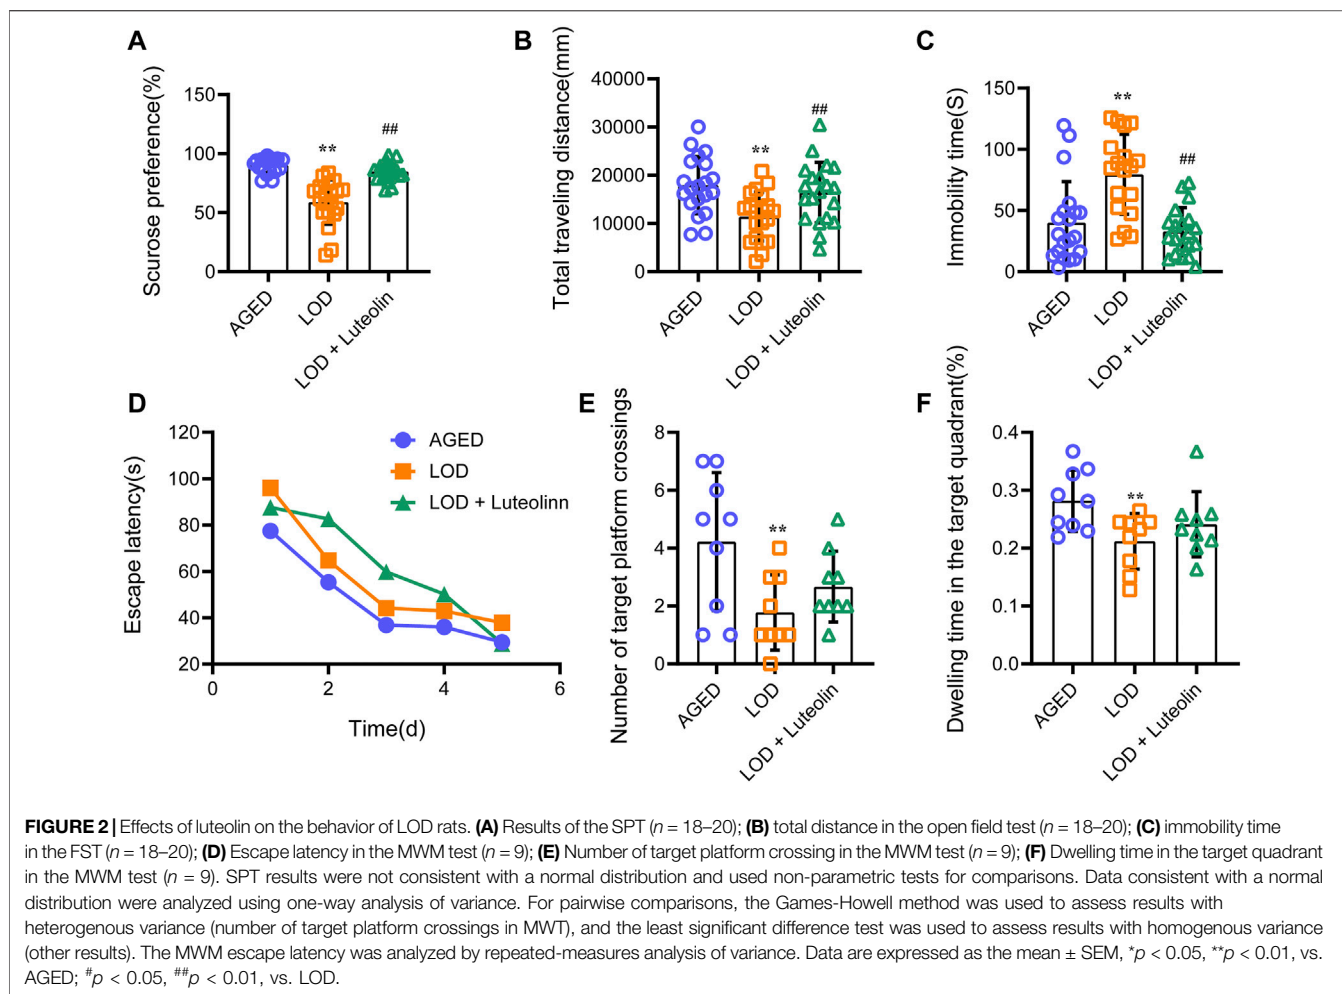 A
Scurose preference(%)
150
100
50
0
**
##
AGED
LOD
LOD + Luteolin
B
Total traveling distance(mm)
40000
30000
20000
10000
0
**
##
AGED
LOD
LOD + Luteolin
C
Immobility time(S)
150
100
50
0
**
##
AGED
LOD
LOD + Luteolin
D
Escape latency(s)
120
100
80
60
40
20
0
2
4
6
Time(d)
AGED
LOD
LOD + Luteolinn
E
Number of target platform crossings
8
6
4
2
0
**
AGED
LOD
LOD + Luteolin
F
Dwelling time in the target quadrant(%)
0.4
0.3
0.2
0.1
0.0
**
AGED
LOD
LOD + Luteolin
FIGURE 2 | Effects of luteolin on the behavior of LOD rats. (A) Results of the SPT (n = 18–20); (B) total distance in the open field test (n = 18–20); (C) immobility time
in the FST (n = 18–20); (D) Escape latency in the MWM test (n = 9); (E) Number of target platform crossing in the MWM test (n = 9); (F) Dwelling time in the target quadrant
in the MWM test (n = 9). SPT results were not consistent with a normal distribution and used non-parametric tests for comparisons. Data consistent with a normal
distribution were analyzed using one-way analysis of variance. For pairwise comparisons, the Games-Howell method was used to assess results with
heterogenous variance (number of target platform crossings in MWT), and the least significant difference test was used to assess results with homogenous variance
(other results). The MWM escape latency was analyzed by repeated-measures analysis of variance. Data are expressed as the mean ± SEM, *p < 0.05, **p < 0.01, vs.
AGED; #p < 0.05, ##p < 0.01, vs. LOD.